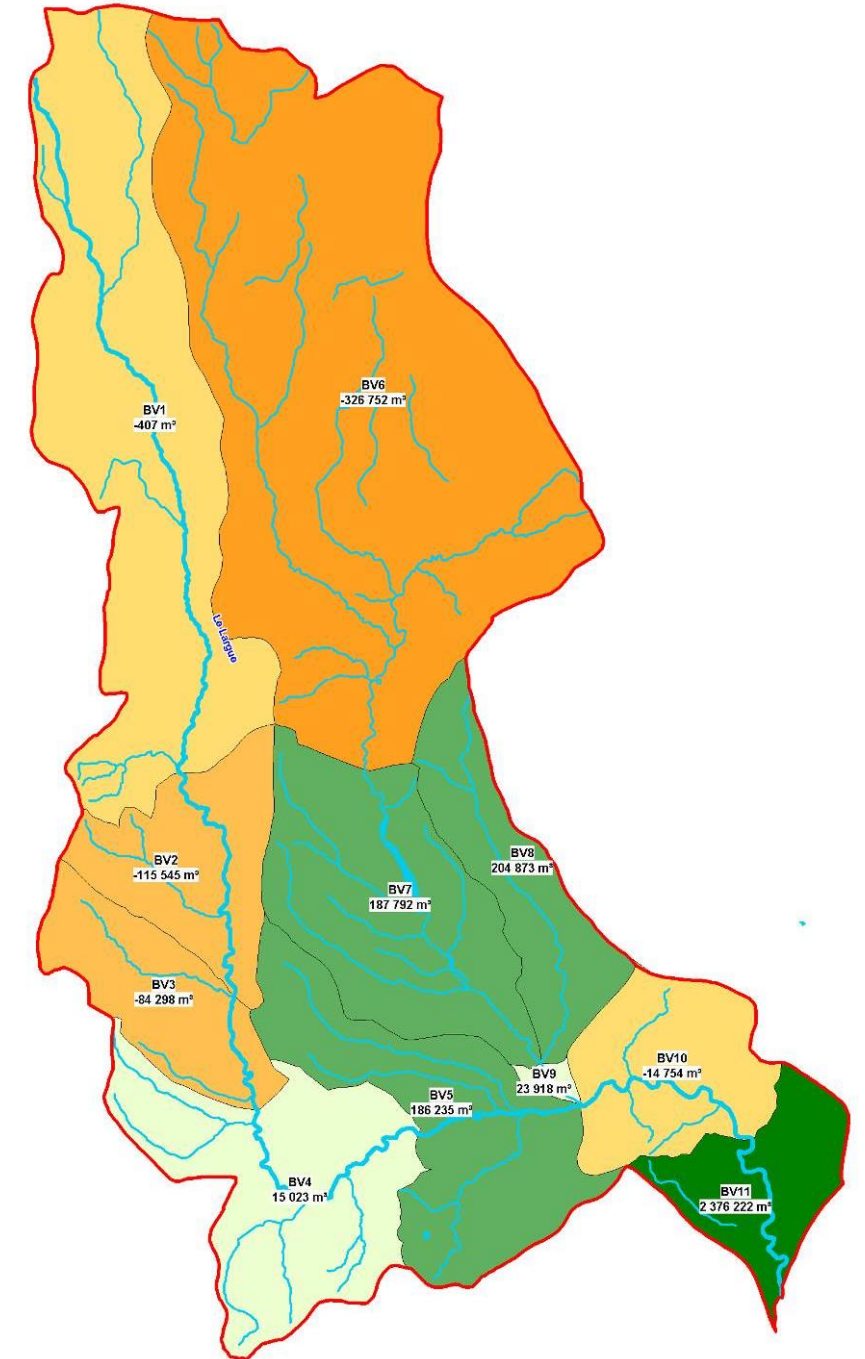 BV6
-326 752 m³
BV1
-407 m³
Le Largue
BV8
204 873 m³
BV2
-115 545 m³
BV7
187 792 m³
BV3
-84 298 m³
BV10
-14 754 m³
BV9
23 918 m³
BV5
186 235 m³
BV4
15 023 m³
BV11
2 376 222 m³